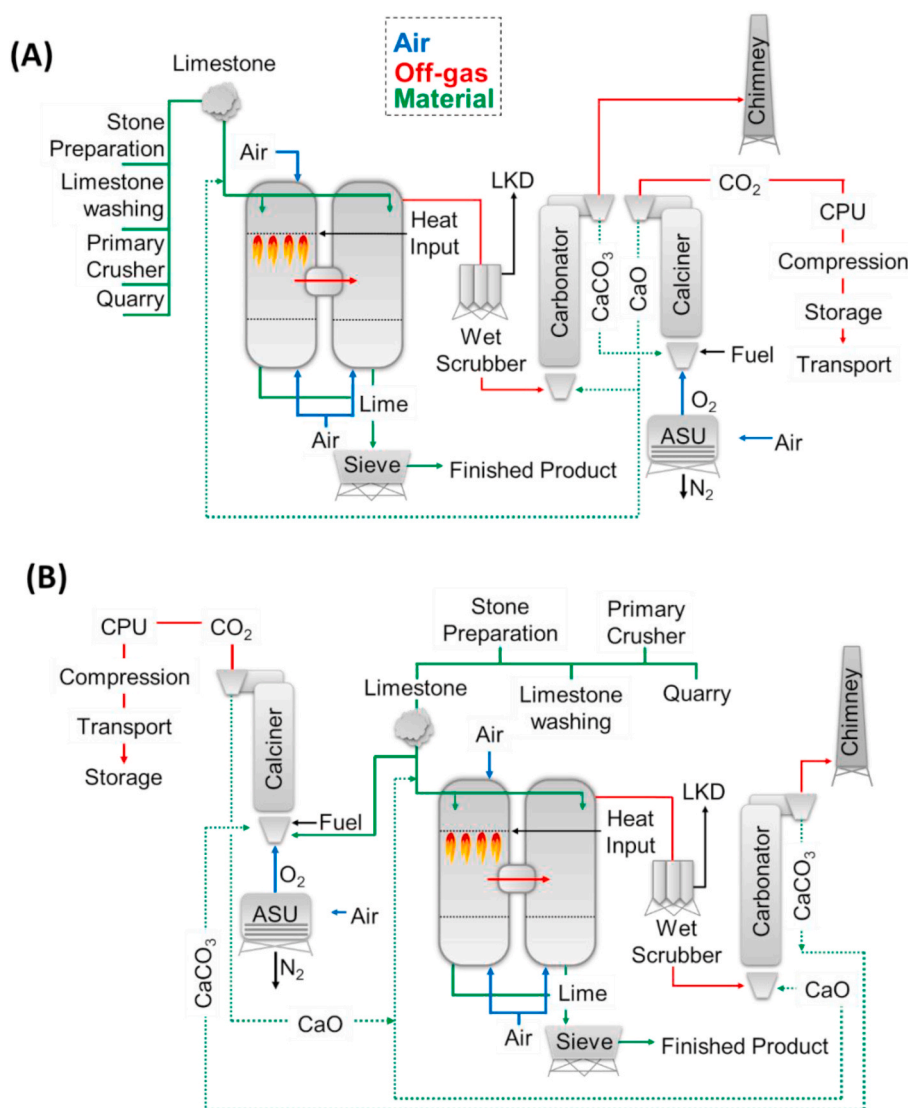 (A)
Air
Off-gas
Material
Limestone
Stone
Preparation
Limestone
washing
Primary
Crusher
Quarry
Air
Heat
Input
LKD
Wet
Scrubber
Carbonator
CaCO3
CaO
Calciner
Chimney
CO2
CPU
Compression
Storage
Transport
Fuel
O2
ASU
Air
N2
Lime
Air
Sieve
Finished Product
(B)
CPU
CO2
Compression
Transport
Storage
Calciner
Fuel
O2
ASU
Air
N2
CaCO3
CaO
Stone
Preparation
Primary
Crusher
Limestone
Limestone
washing
Quarry
Air
Heat
Input
LKD
Wet
Scrubber
Carbonator
CaCO3
CaO
Chimney
Lime
Air
Sieve
Finished Product